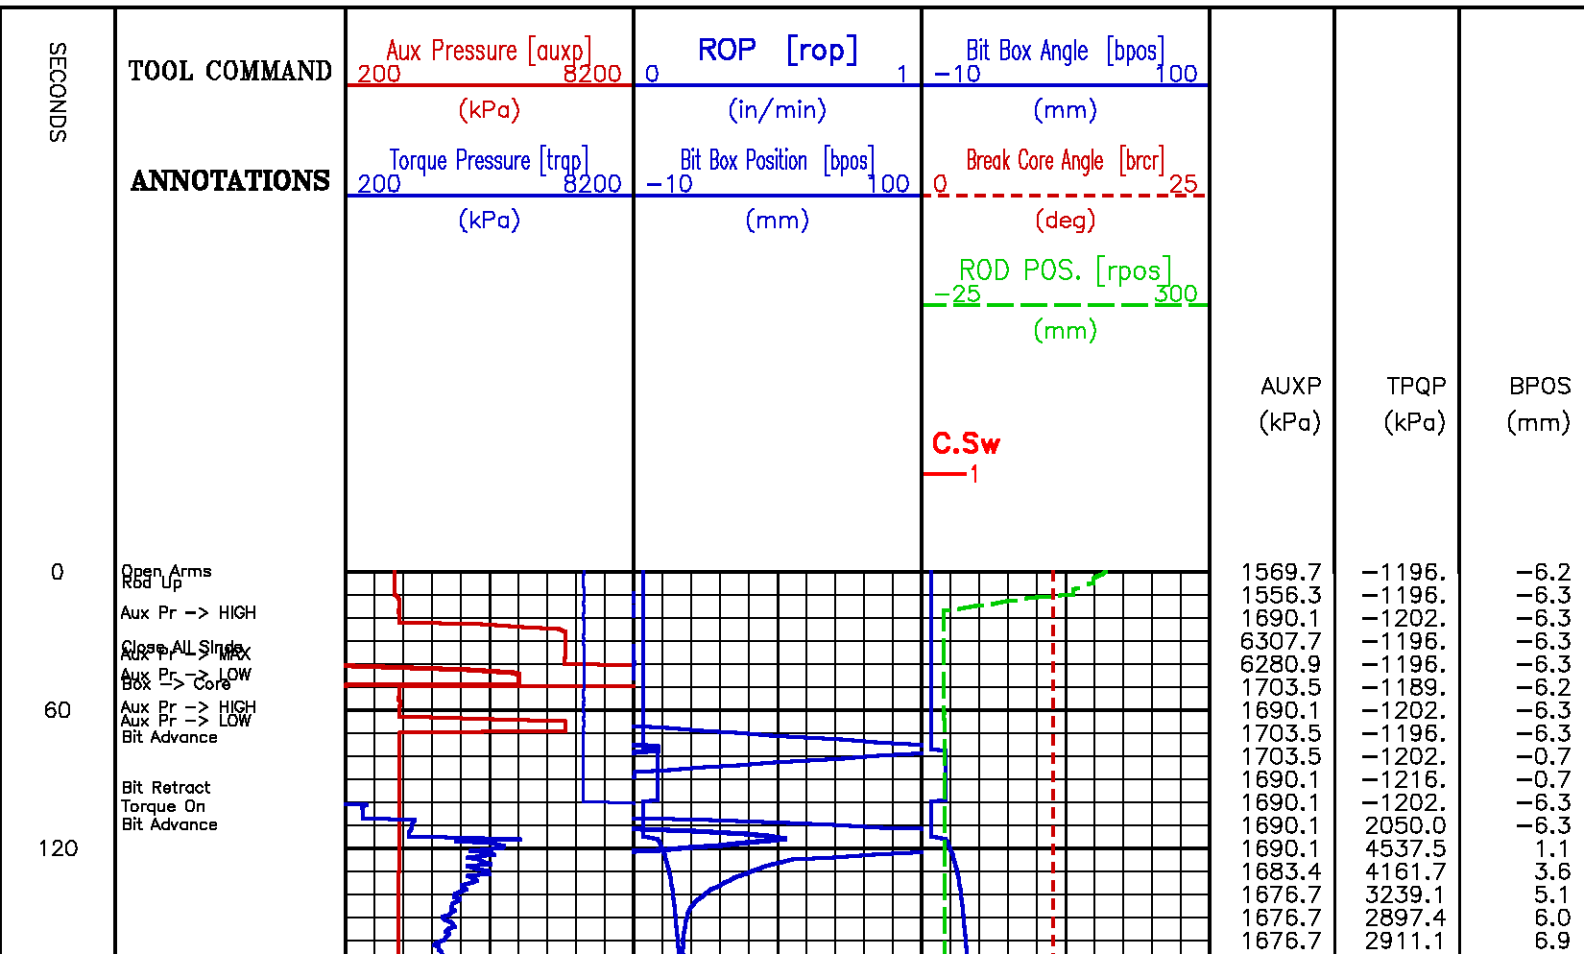 SECONDS
TOOL COMMAND
ANNOTATIONS
Aux Pressure [auxp]
200 8200
(kPa)
Torque Pressure [trqp]
200 8200
(kPa)
ROP [rop]
0 1
(in/min)
Bit Box Position [bpos]
-10 100
(mm)
Bit Box Angle [bpos]
-10 100
(mm)
Break Core Angle [brcr]
0 25
(deg)
ROD POS. [rpos]
-25 300
(mm)
C.Sw
1
AUXP TPQP BPOS
(kPa) (kPa) (mm)
0
60
120
Open Arms
Rod Up
Aux Pr -> HIGH
Close All
Aux Pr -> MAX
Aux Pr -> LOW
Box -> Core
Aux Pr -> HIGH
Aux Pr -> LOW
Bit Advance
Bit Retract
Torque On
Bit Advance
1569.7 -1196. -6.2
1556.3 -1196. -6.3
1690.1 -1202. -6.3
6307.7 -1196. -6.3
6280.9 -1196. -6.3
1703.5 -1189. -6.2
1690.1 -1202. -6.3
1703.5 -1196. -6.3
1703.5 -1202. -0.7
1690.1 -1216. -0.7
1690.1 -1202. -6.3
1690.1 2050.0 -6.3
1690.1 4537.5 1.1
1683.4 4161.7 3.6
1676.7 3239.1 5.1
1676.7 2897.4 6.0
1676.7 2911.1 6.9